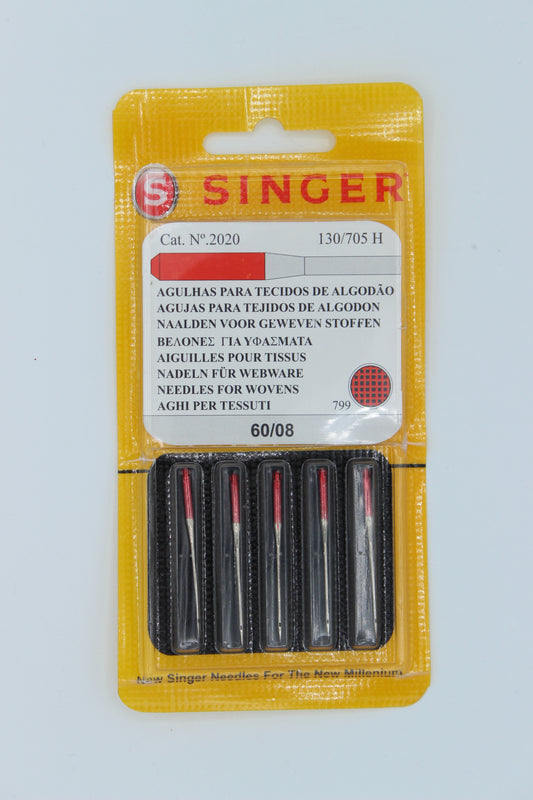 S SINGER
Cat. Nº.2020 130/705 H
AGULHAS PARA TECIDOS DE ALGODÃO
AGUJAS PARA TEJIDOS DE ALGODON
NAALDEN VOOR GEWEVEN STOFFEN
ΒΕΛΟΝΕΣ ΓΙΑ ΥΦΑΣΜΑΤΑ
AIGUILLES POUR TISSUS
NADELN FÜR WEBWARE
NEEDLES FOR WOVENS
AGHI PER TESSUTI 799
60/08
New Singer Needles For The New Millenium